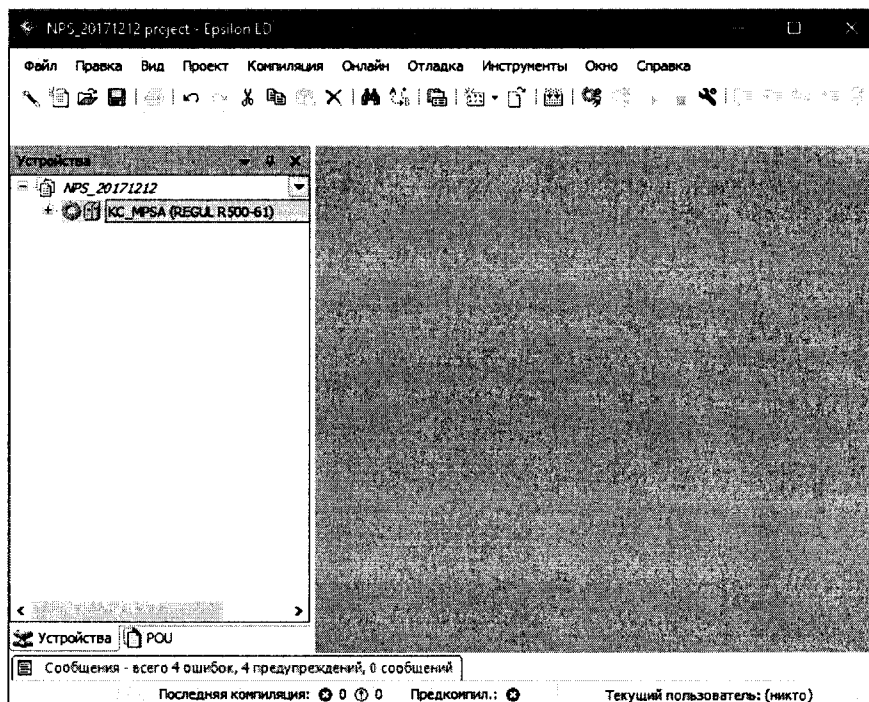 NPS_20171212 project - Epsilon LD
Файл Правка Вид Проект Компиляция Онлайн Отладка Инструменты Окно Справка
Устройства
NPS_20171212
KC_MPSA (REGUL R500-61)
Устройства POU
Сообщения - всего 4 ошибок, 4 предупреждений, 0 сообщений
Последняя компиляция: 0 0 Предкомпил.: Текущий пользователь: (никто)